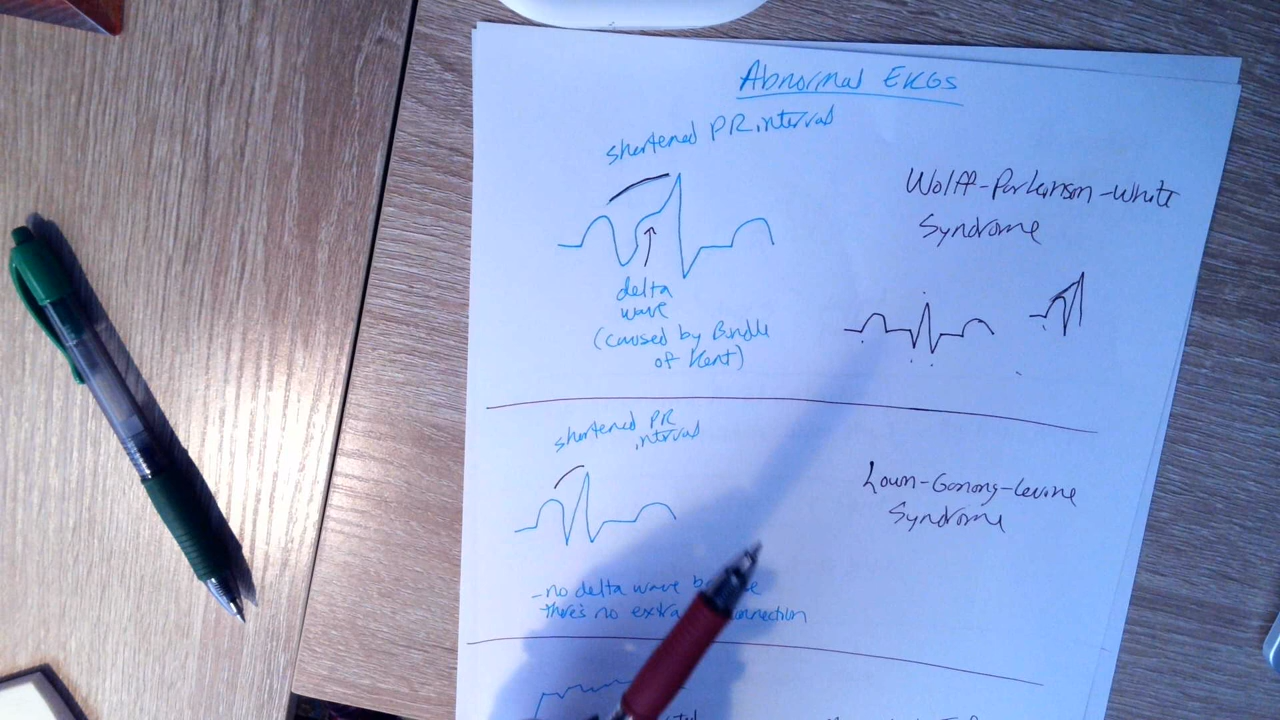 Abnormal EKGs
shortened PR interval
Wolff-Parkinson-White
Syndrome
delta
wave
(caused by Bundle
of Kent)
shortened PR
interval
Lown-Ganong-Levine
Syndrome
- no delta wave
there's no extra connection